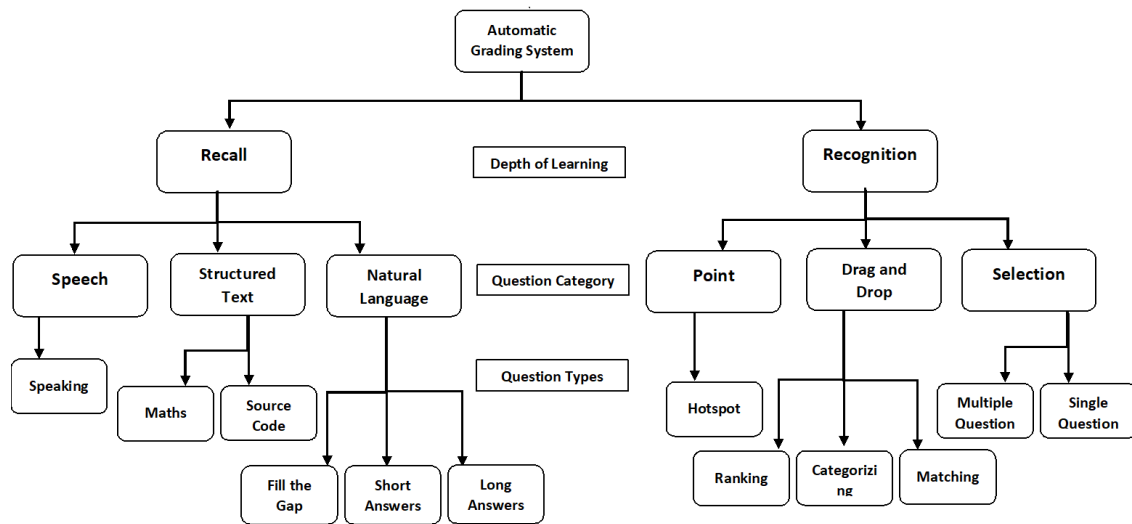 Automatic
Grading System
Recall
Depth of Learning
Recognition
Speech
Structured
Text
Natural
Language
Question Category
Point
Drag and
Drop
Selection
Speaking
Maths
Source
Code
Question Types
Hotspot
Multiple
Question
Single
Question
Fill the
Gap
Short
Answers
Long
Answers
Ranking
Categorizi
ng
Matching